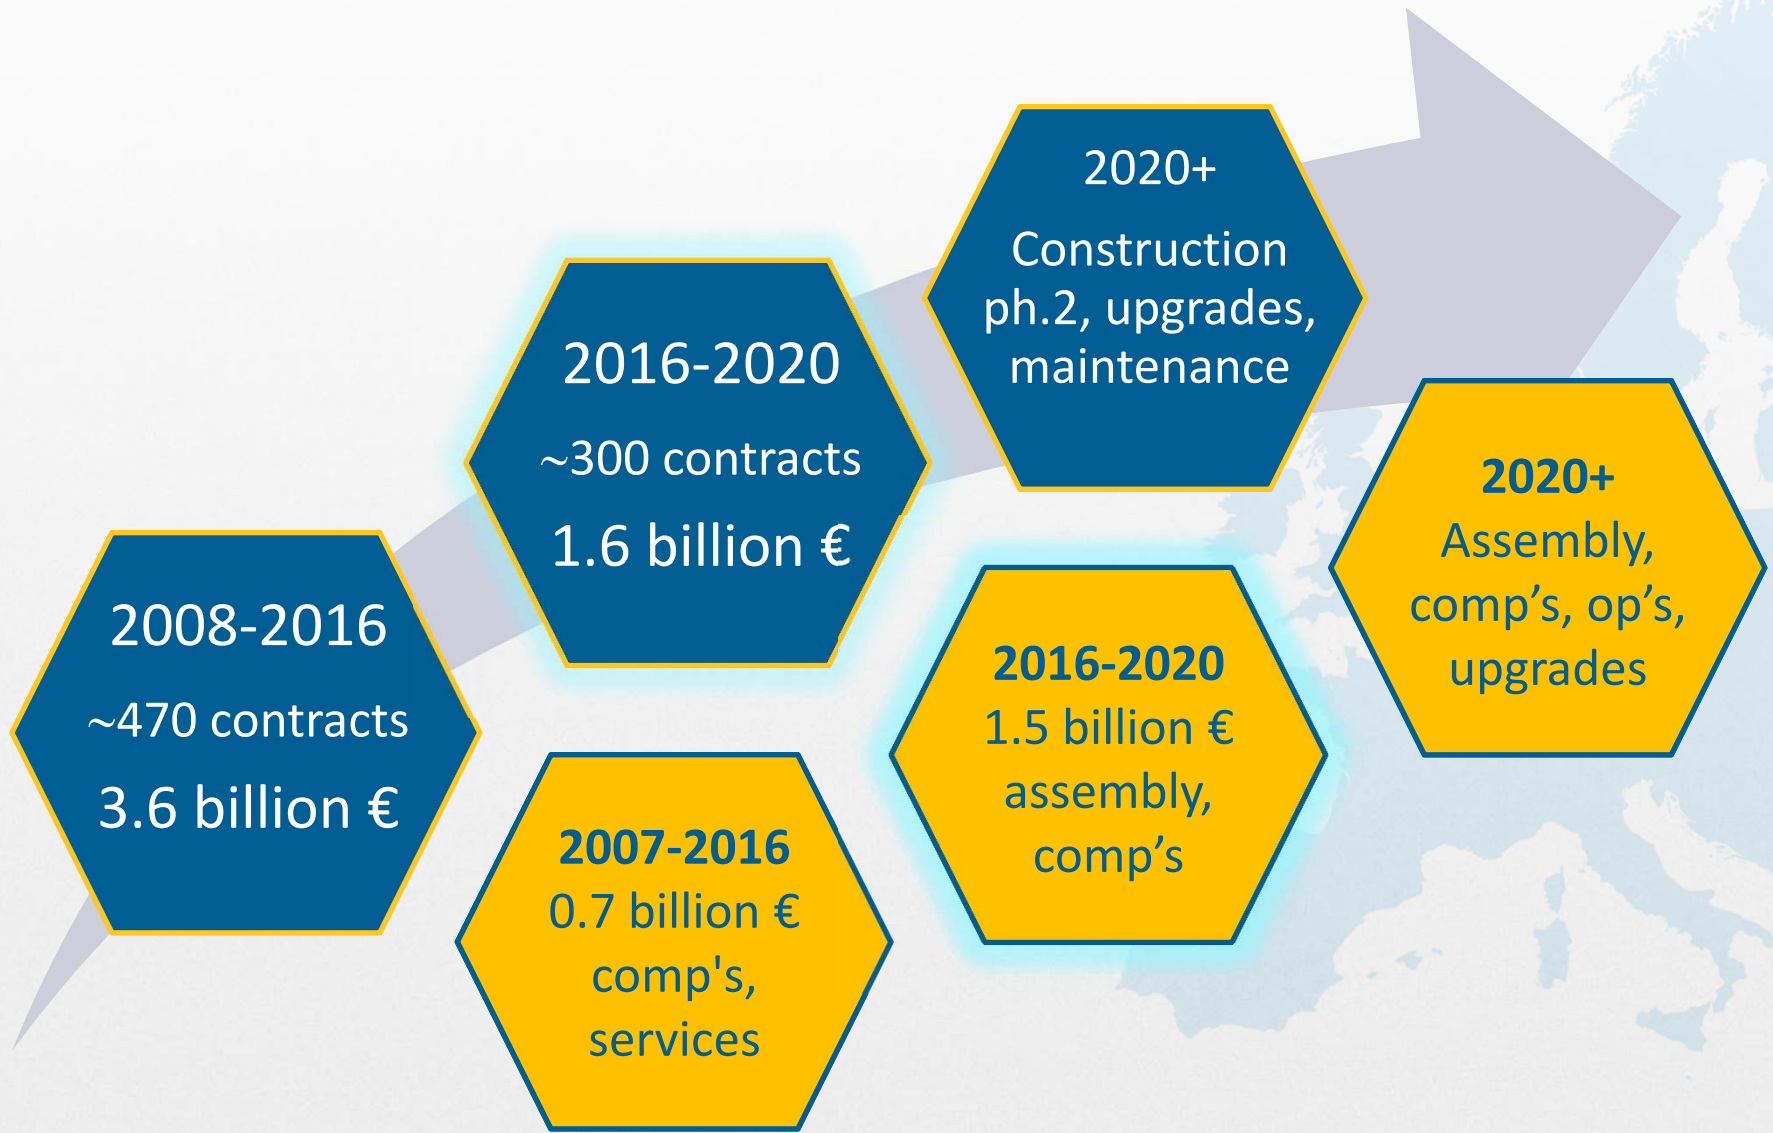 2020+
Construction
ph.2, upgrades,
maintenance
2016-2020
~300 contracts
1.6 billion €
2008-2016
~470 contracts
3.6 billion €
2020+
Assembly,
comp’s, op’s,
upgrades
2016-2020
1.5 billion €
assembly,
comp’s
2007-2016
0.7 billion €
comp's,
services